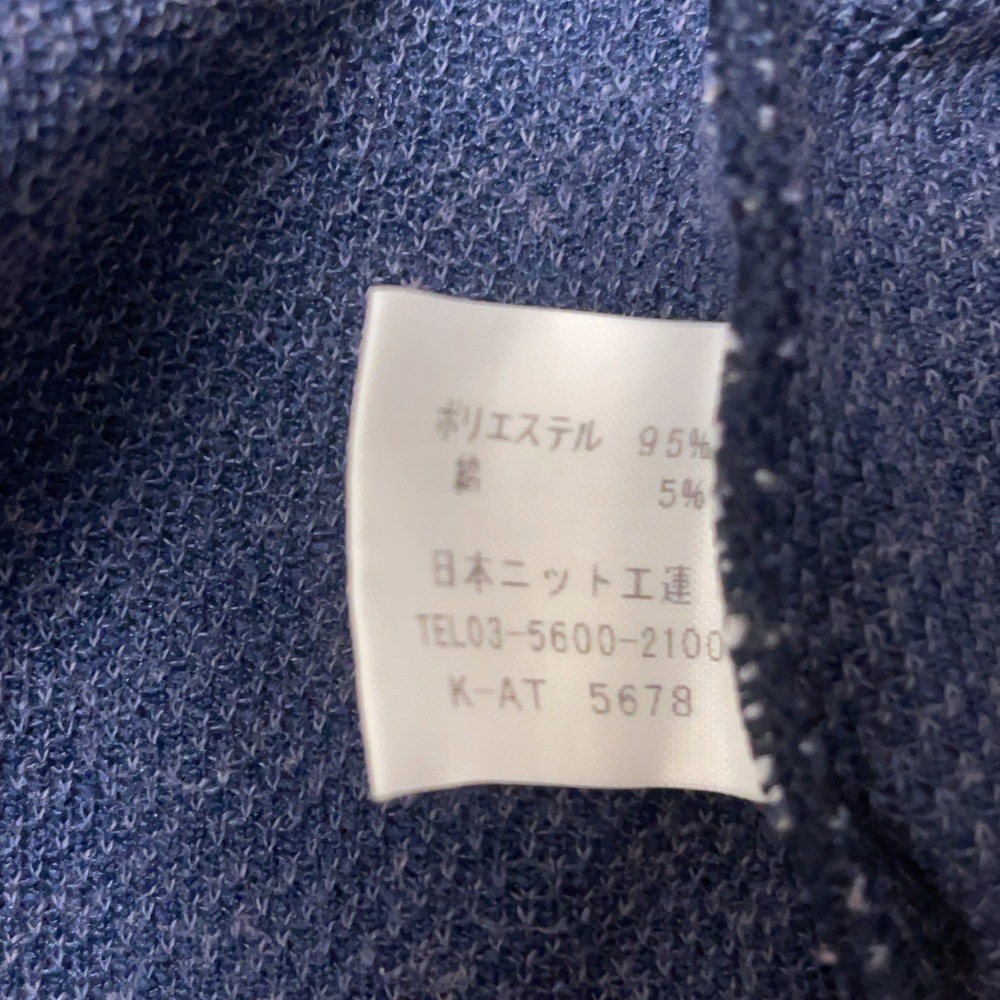 ポリエステル 95%
綿 5%
日本ニット工連
TEL03-5600-2100
K-AT 5678